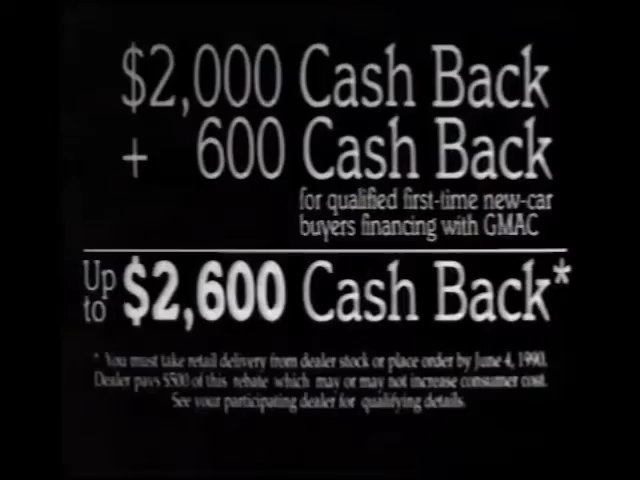 $2,000 Cash Back
+ 600 Cash Back
for qualified first-time new-car
buyers financing with GMAC
Up to $2,600 Cash Back*
* You must take retail delivery from dealer stock or place order by June 4, 1990.
Dealer pays $500 of this rebate which may or may not increase consumer cost.
See your participating dealer for qualifying details.